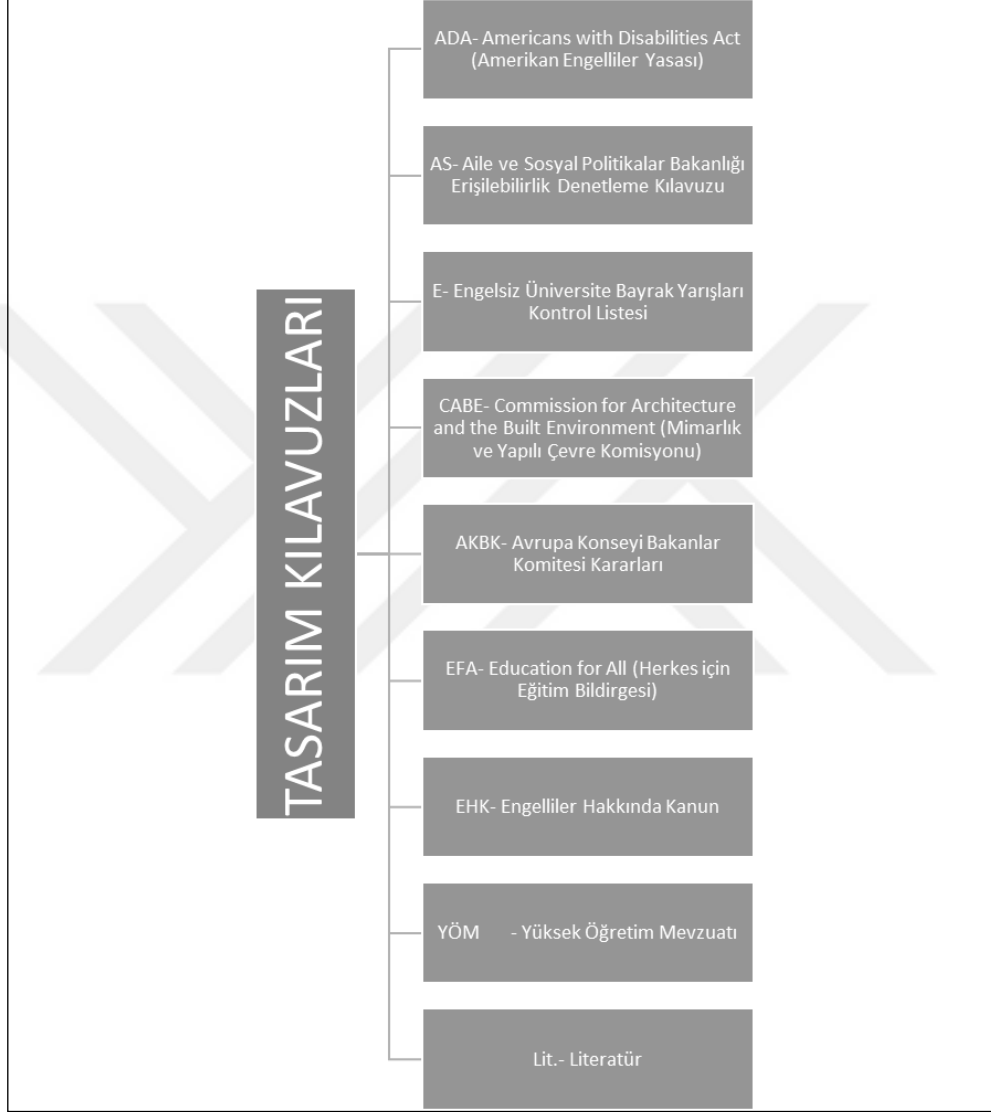 TASARIM KILAVUZLARI
ADA- Americans with Disabilities Act
(Amerikan Engelliler Yasası)
AS- Aile ve Sosyal Politikalar Bakanlığı
Erişilebilirlik Denetleme Kılavuzu
E- Engelsiz Üniversite Bayrak Yarışları
Kontrol Listesi
CABE- Commission for Architecture
and the Built Environment (Mimarlık
ve Yapılı Çevre Komisyonu)
AKBK- Avrupa Konseyi Bakanlar
Komitesi Kararları
EFA- Education for All (Herkes için
Eğitim Bildirgesi)
EHK- Engelliler Hakkında Kanun
YÖM - Yüksek Öğretim Mevzuatı
Lit.- Literatür